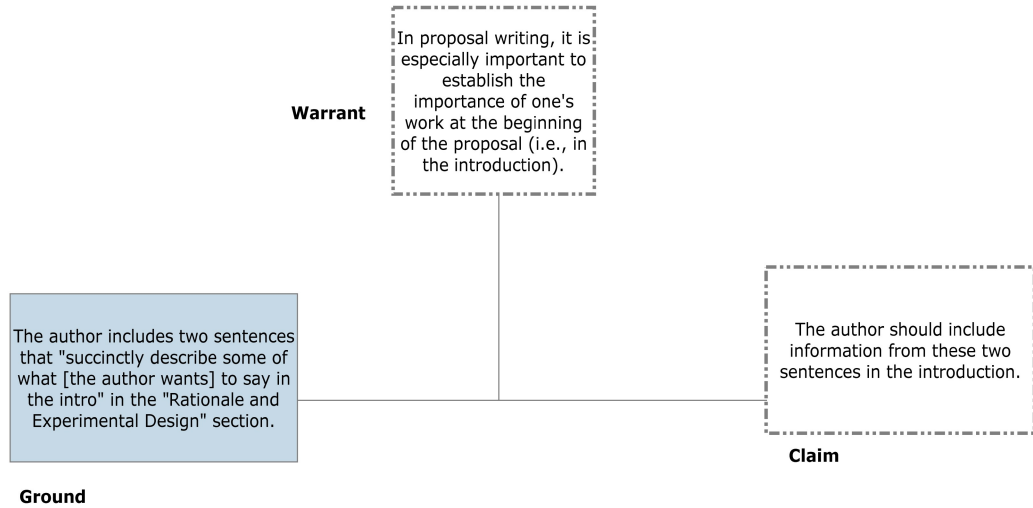 In proposal writing, it is
especially important to
establish the
importance of one's
work at the beginning
of the proposal (i.e., in
the introduction).
Warrant
The author includes two sentences
that "succinctly describe some of
what [the author wants] to say in
the intro" in the "Rationale and
Experimental Design" section.
Ground
The author should include
information from these two
sentences in the introduction.
Claim